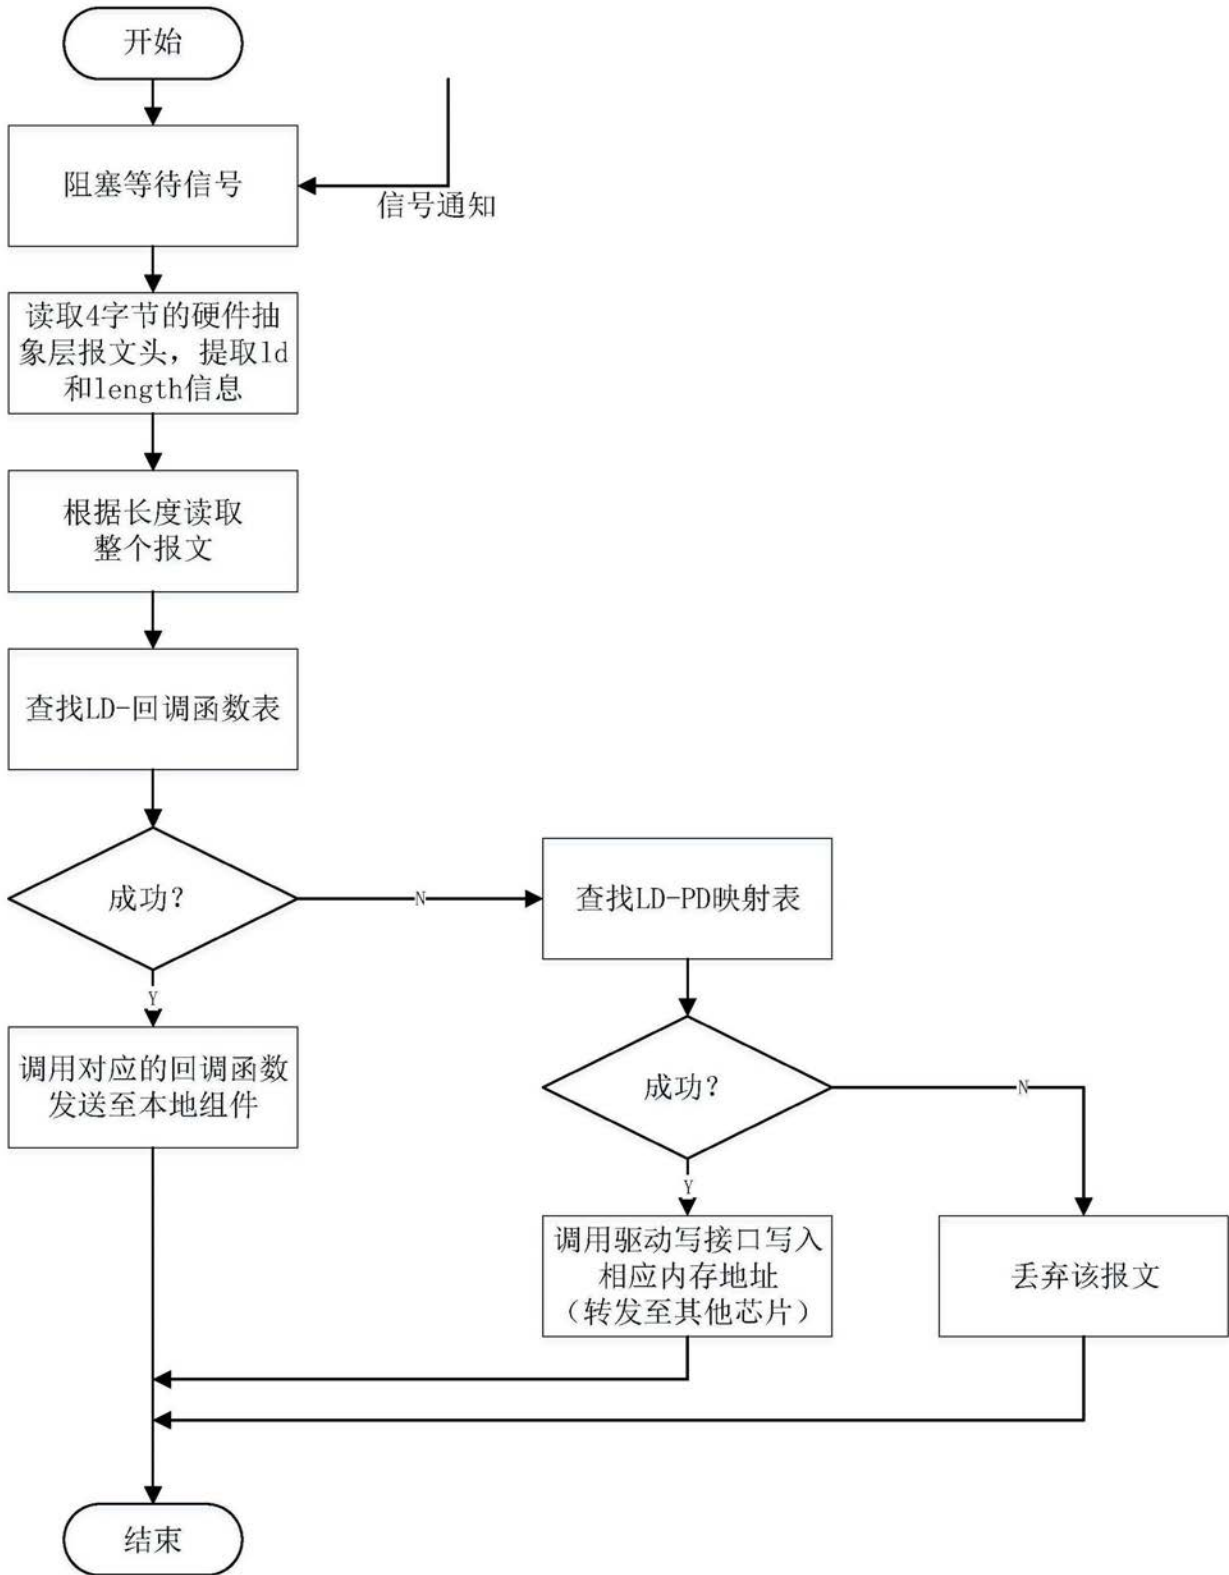 开始
阻塞等待信号
信号通知
读取4字节的硬件抽
象层报文头，提取ld
和length信息
根据长度读取
整个报文
查找LD-回调函数表
成功？
N
查找LD-PD映射表
Y
调用对应的回调函数
发送至本地组件
成功？
N
Y
调用驱动写接口写入
相应内存地址
（转发至其他芯片）
丢弃该报文
结束